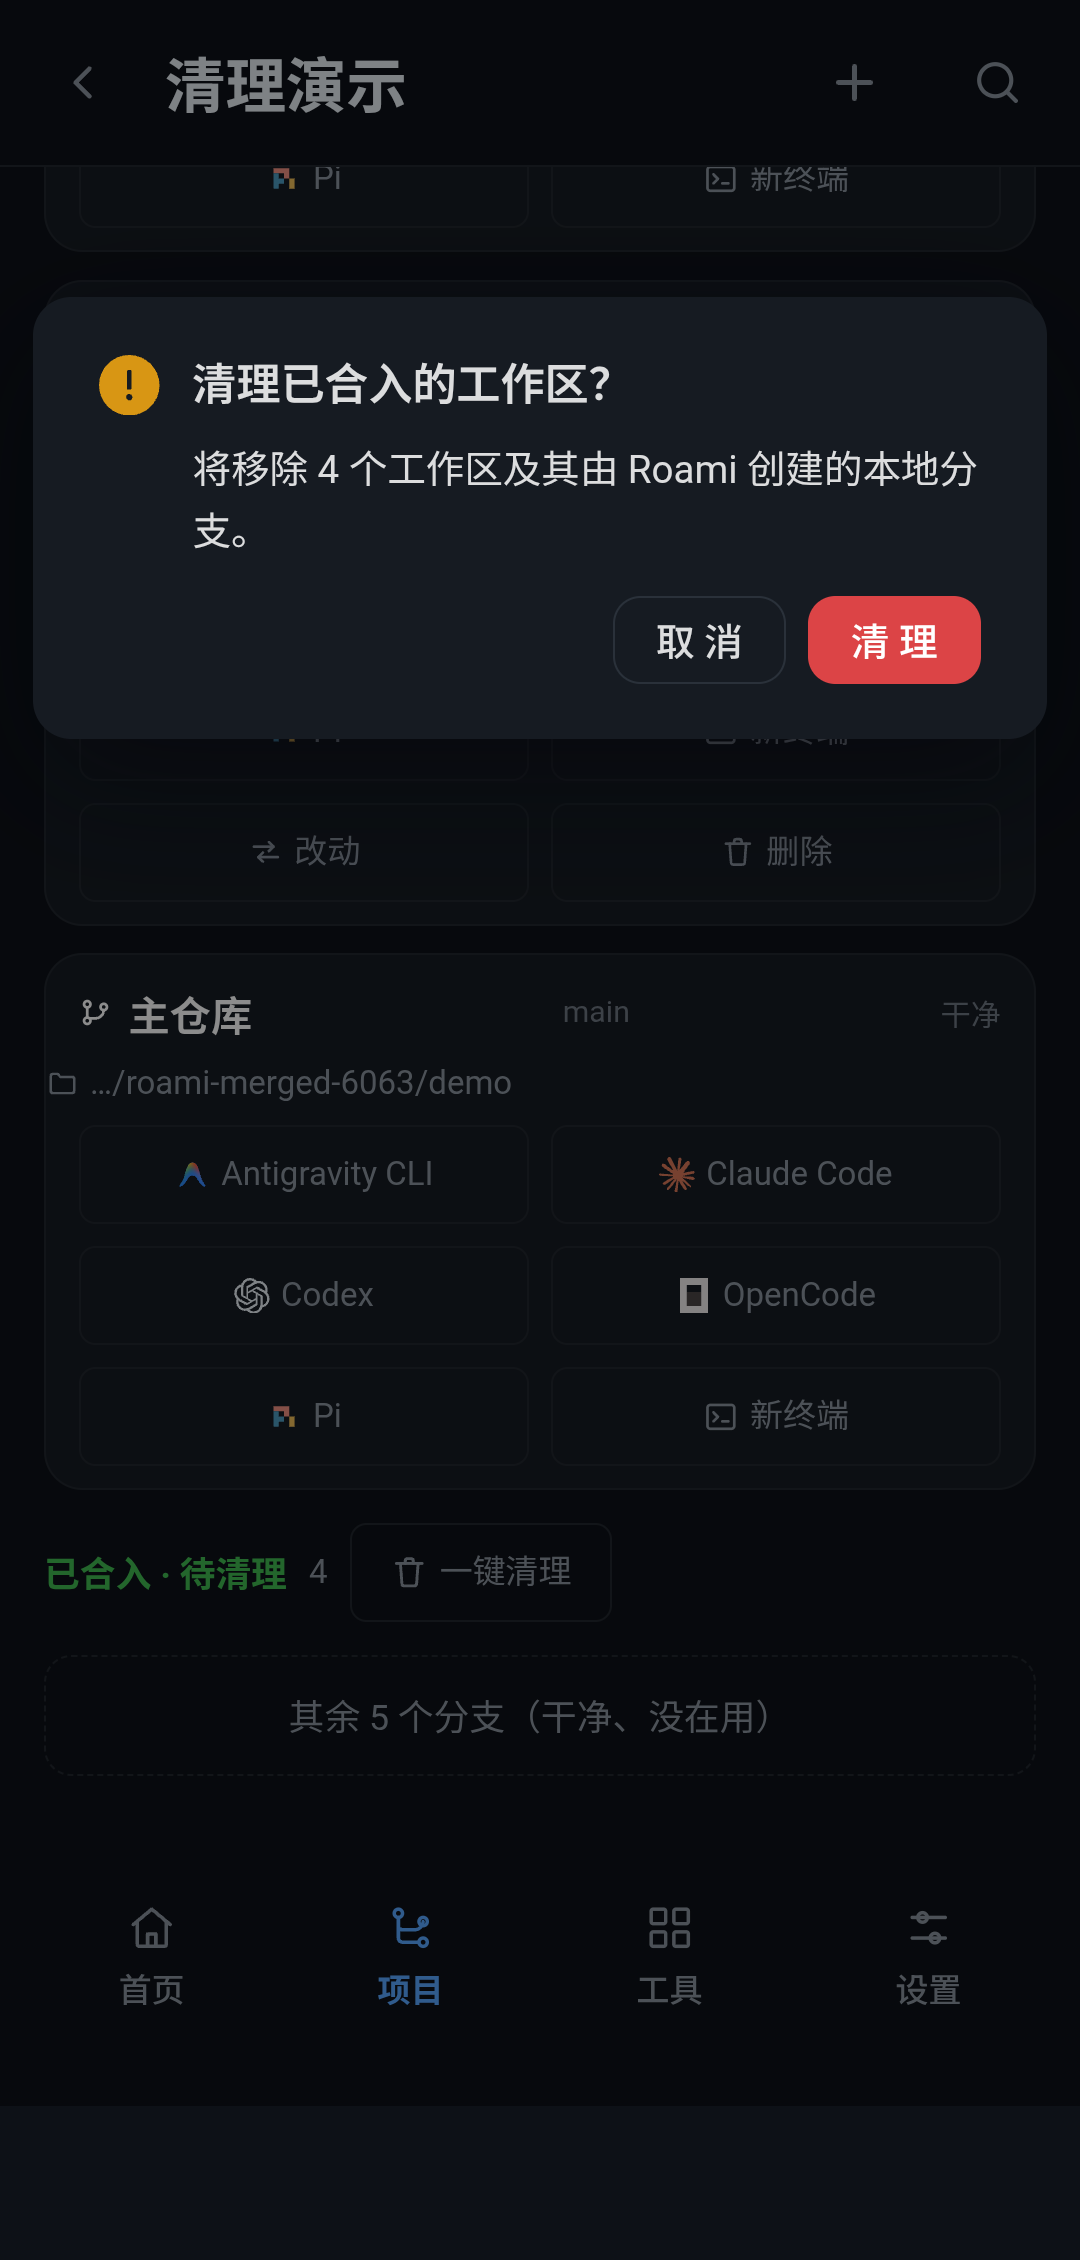 清理演示
Pi
新终端
清理已合入的工作区?
将移除 4 个工作区及其由 Roami 创建的本地分
支。
取 消
清 理
Pi
新终端
改动
删除
主仓库
main
干净
.../roami-merged-6063/demo
Antigravity CLI
Claude Code
Codex
OpenCode
Pi
新终端
已合入 · 待清理
4
一键清理
其余 5 个分支（干净、没在用）
首页
项目
工具
设置